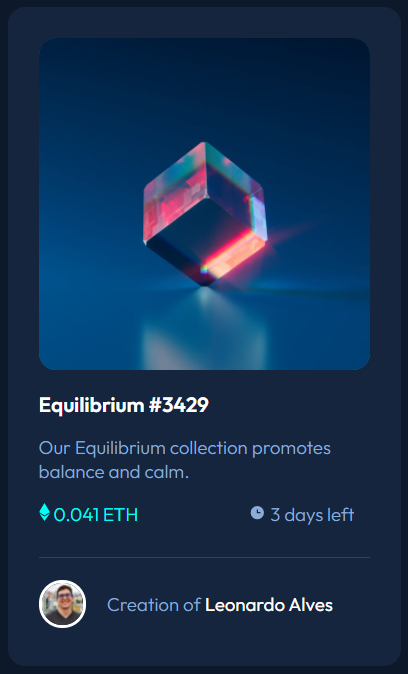 Equilibrium #3429
Our Equilibrium collection promotes
balance and calm.
0.041 ETH
3 days left
Creation of Leonardo Alves